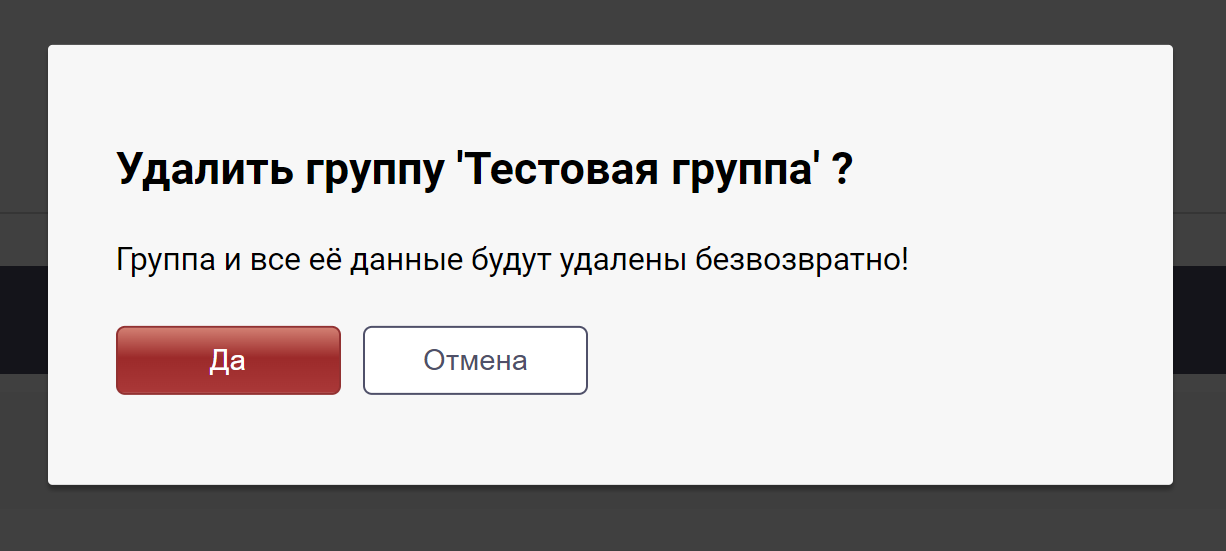 Удалить группу 'Тестовая группа' ?
Группа и все её данные будут удалены безвозвратно!
Да
Отмена